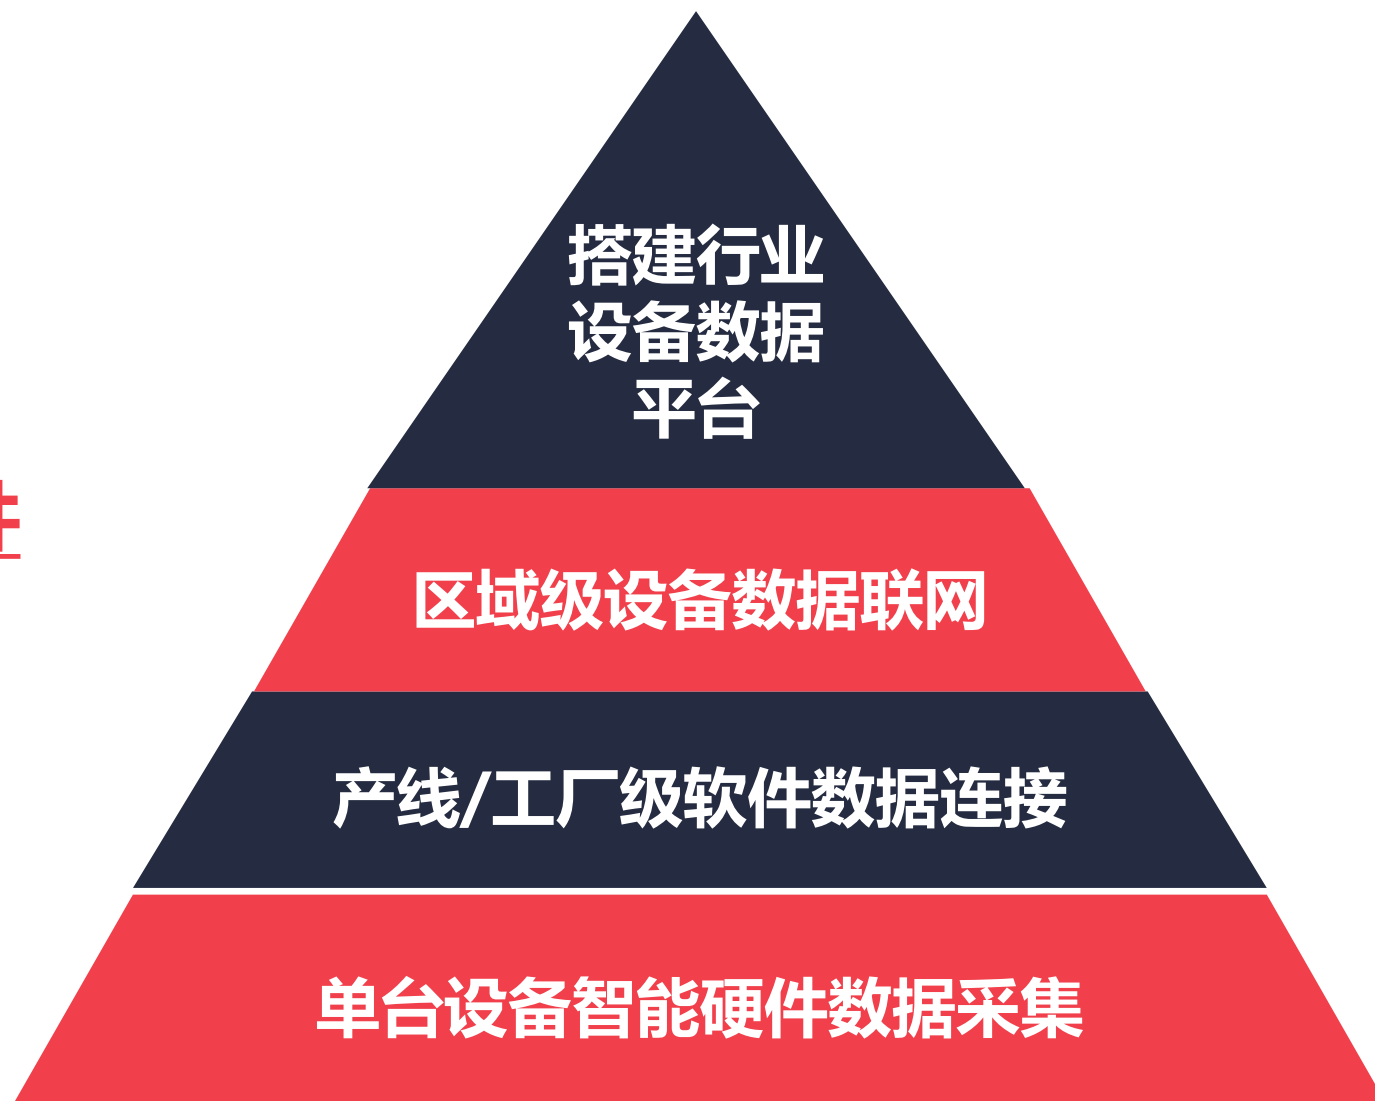 搭建行业
设备数据
平台
区域级设备数据联网
产线/工厂级软件数据连接
单台设备智能硬件数据采集